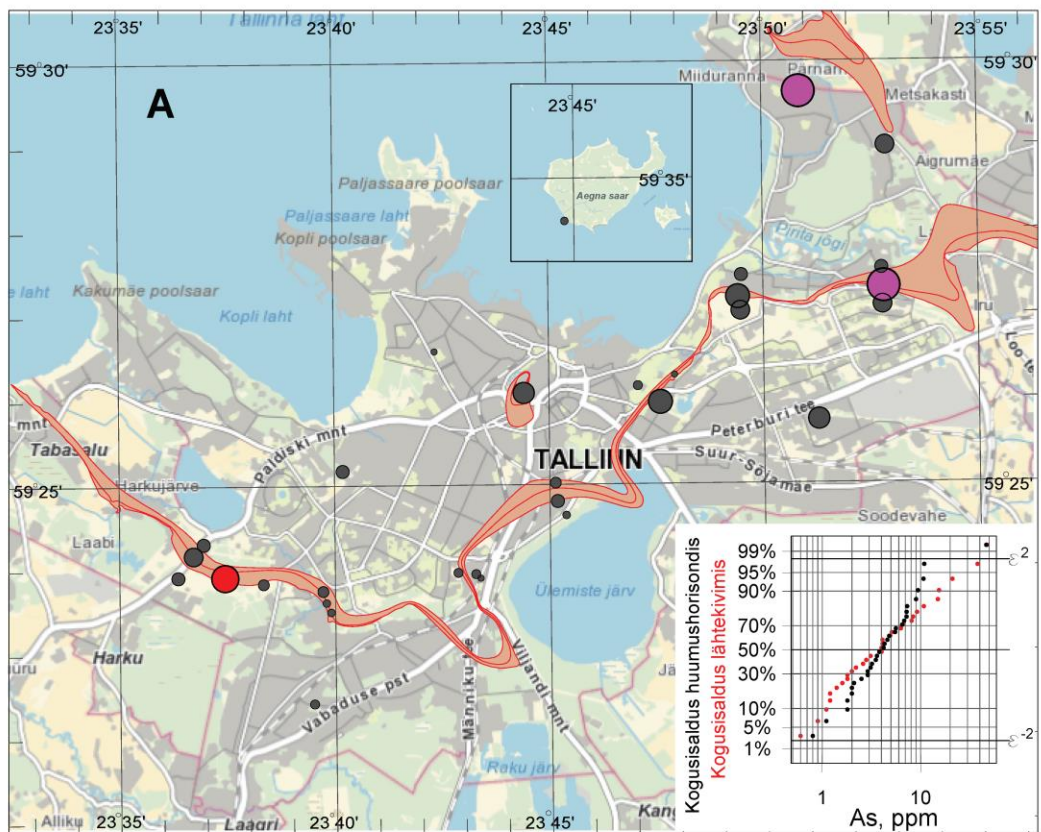 Tallinna laht
23°35'
23°40'
23°45'
23°50'
23°55'
59°30'
59°30'
A
Miiduranna
Pärnam
Metsakasti
Aigrumäe
23°45'
59°35'
Aegna saar
Paljassaare poolsaar
Paljassaare laht
Kopli poolsaar
Pirita jõgi
e laht
Kakumäe poolsaar
Kopli laht
Iru
Loo te
mnt
Tabasalu
Paldiski mnt
Peterburi tee
TALLINN
Suur-Sõjamäe
Harkujärve
59°25'
59°25'
Soodevahe
Laabi
Ülemiste järv
Harku
Viljandi mnt
Männiku tee
Vabaduse pst
Raku järv
Alliku
Laagri
Kang
23°35'
23°40'
23°45'
Kogusisaldus huumushorisondis
Kogusisaldus lähtekivimis
99%
95%
90%
70%
50%
30%
10%
5%
1%
2
-2
1
10
As, ppm